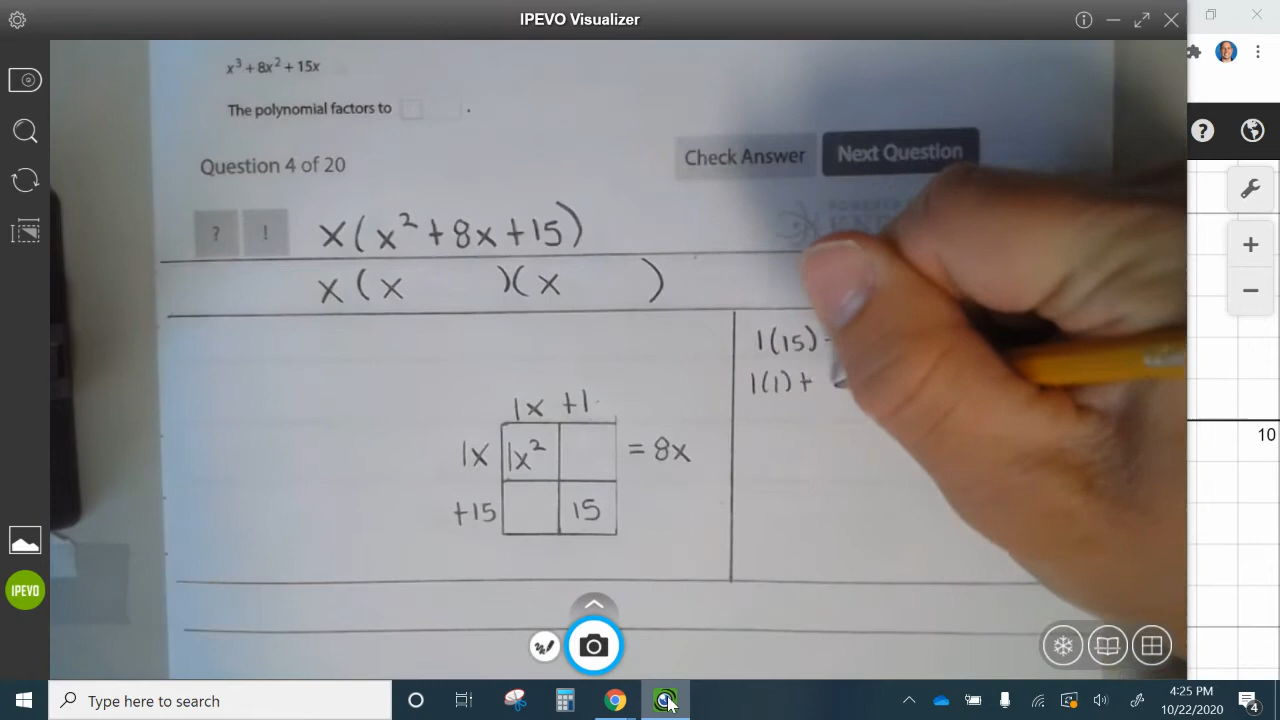 IPEVO Visualizer
x³ + 8x² + 15x
The polynomial factors to .
Question 4 of 20
Check Answer
Next Question
POWERED
? !
x(x² + 8x + 15)
x(x )(x )
1(15)
1(1) +
1x +1
1x 1x² = 8x
+15 15
10
IPEVO
Type here to search
4:25 PM
10/22/2020
4